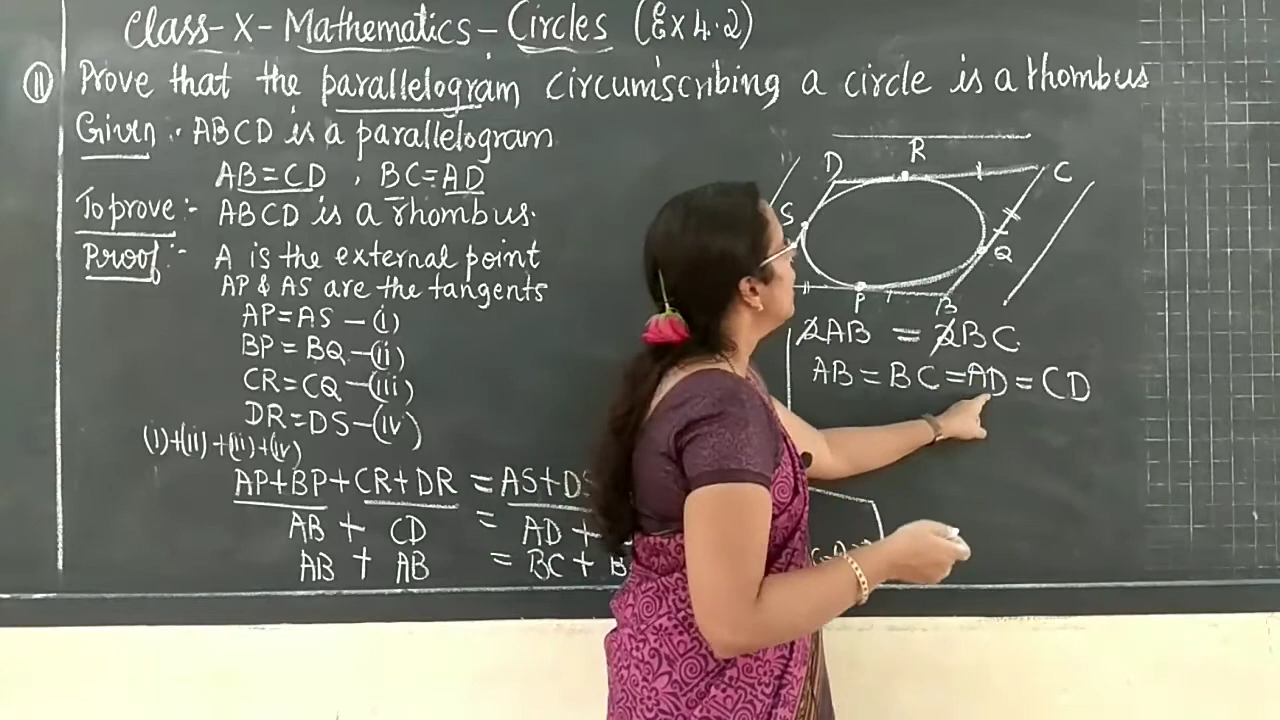 Class-X-Mathematics-Circles (Ex 4.2)
11 Prove that the parallelogram circumscribing a circle is a rhombus
Given:- ABCD is a parallelogram
AB=CD , BC=AD
To prove:- ABCD is a rhombus.
Proof:- A is the external point
AP & AS are the tangents
AP=AS-(i)
BP=BQ-(ii)
CR=CQ-(iii)
DR=DS-(iv)
(i)+(ii)+(iii)+(iv)
AP+BP+CR+DR = AS+DS
AB + CD = AD +
AB + AB = BC + B
D R C
S
Q
P B
2AB = 2BC
AB=BC=AD=CD